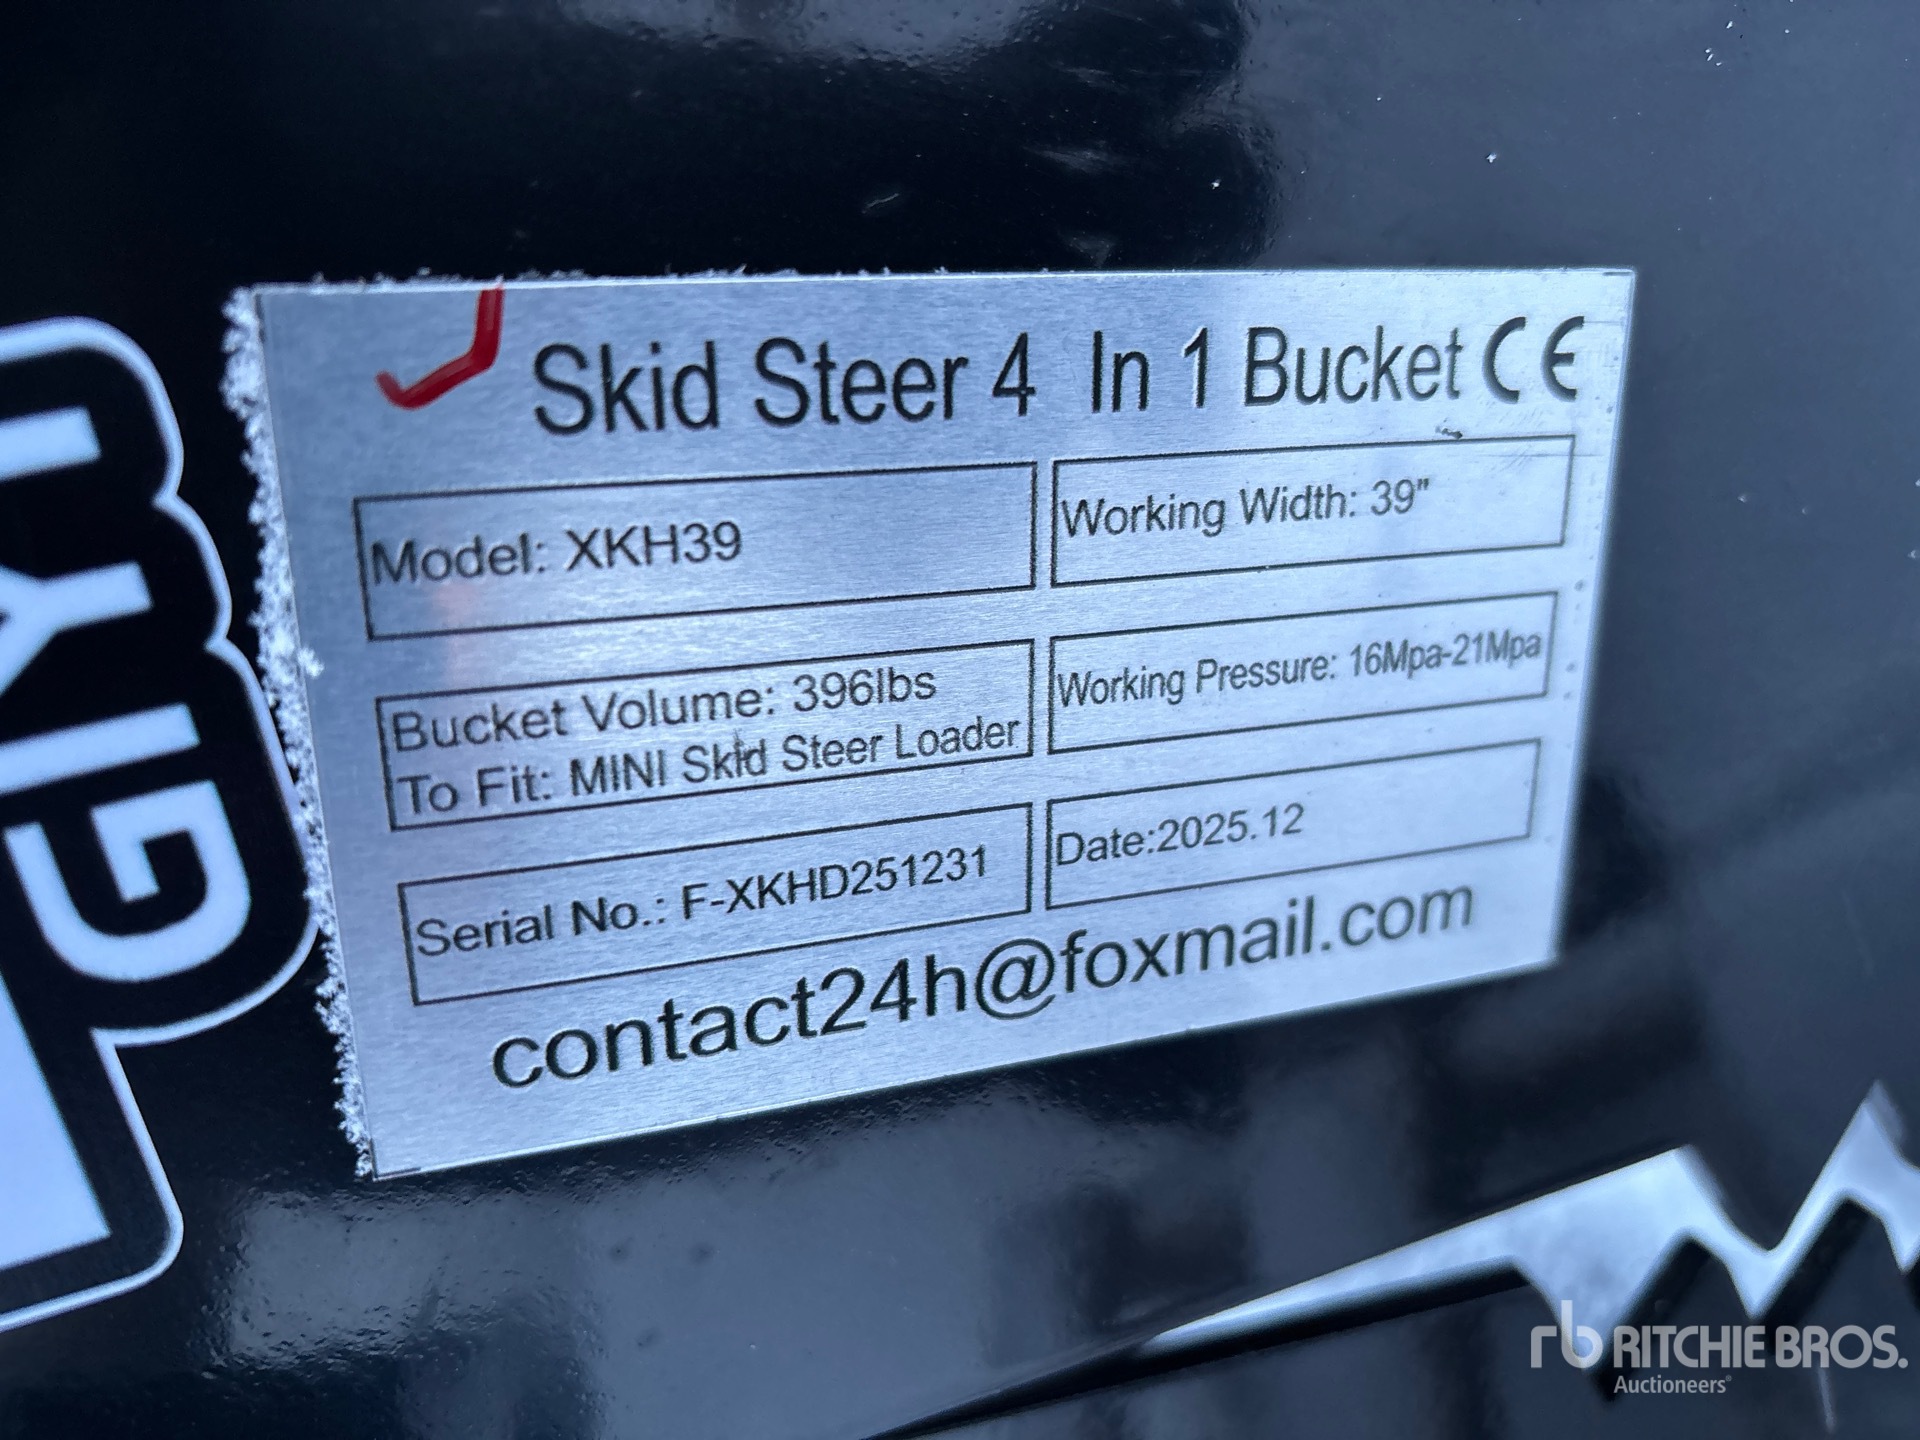 Skid Steer 4 In 1 Bucket CE
Model: XKH39
Working Width: 39"
Bucket Volume: 396lbs
To Fit: MINI Skid Steer Loader
Working Pressure: 16Mpa-21Mpa
Serial No.: F-XKHD251231
Date:2025.12
contact24h@foxmail.com
rb RITCHIE BROS.
Auctioneers